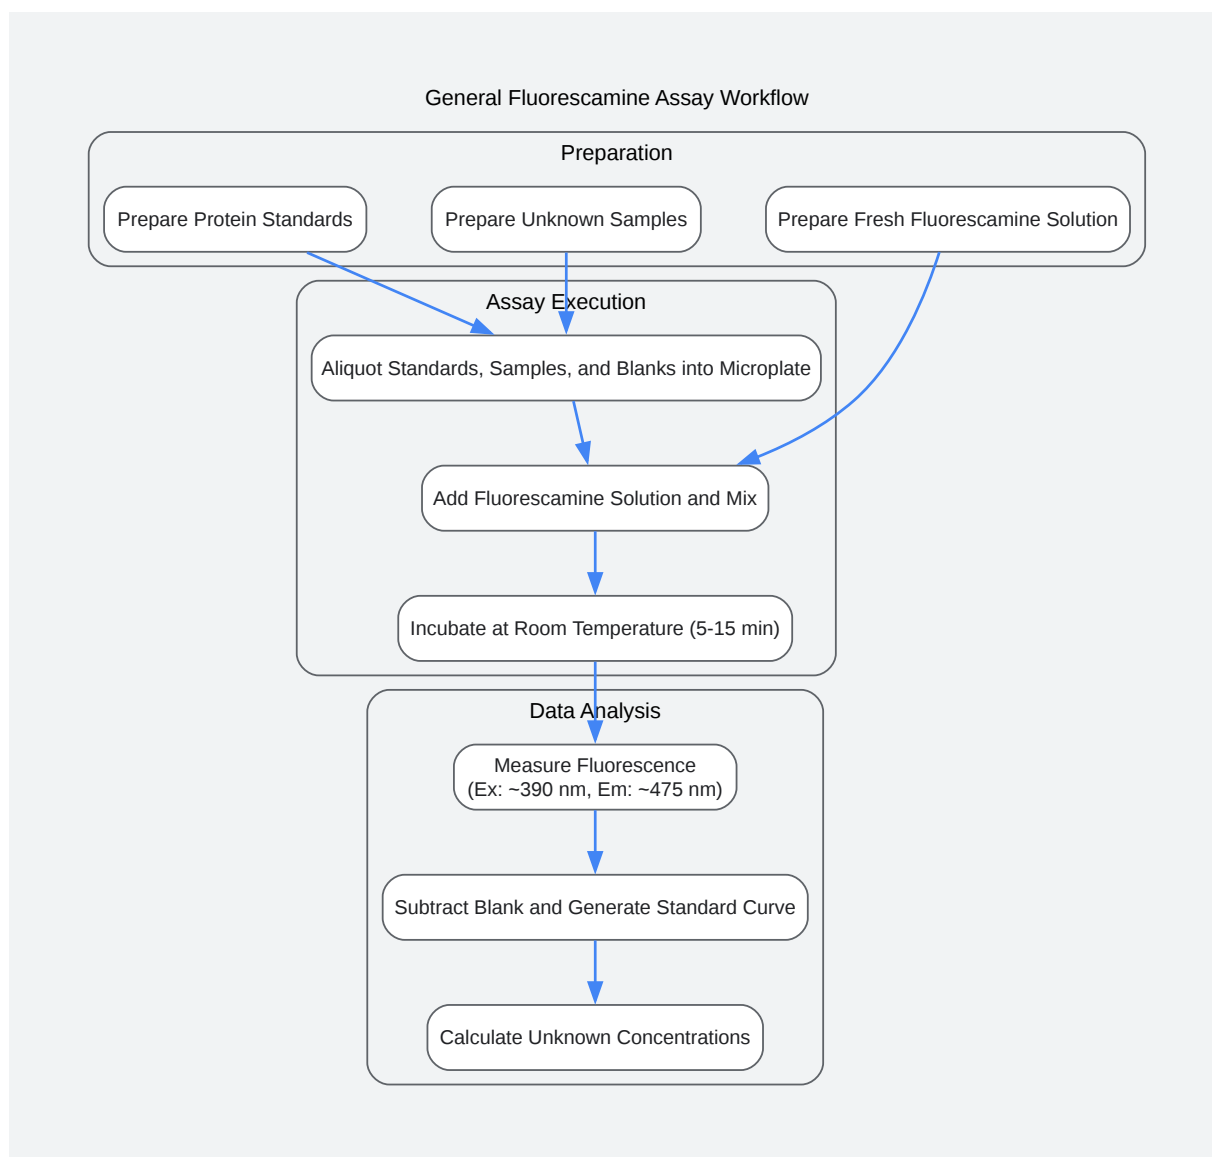 General Fluorescamine Assay Workflow
Preparation
Prepare Protein Standards
Prepare Unknown Samples
Prepare Fresh Fluorescamine Solution
Assay Execution
Aliquot Standards, Samples, and Blanks into Microplate
Add Fluorescamine Solution and Mix
Incubate at Room Temperature (5-15 min)
Data Analysis
Measure Fluorescence
(Ex: ~390 nm, Em: ~475 nm)
Subtract Blank and Generate Standard Curve
Calculate Unknown Concentrations